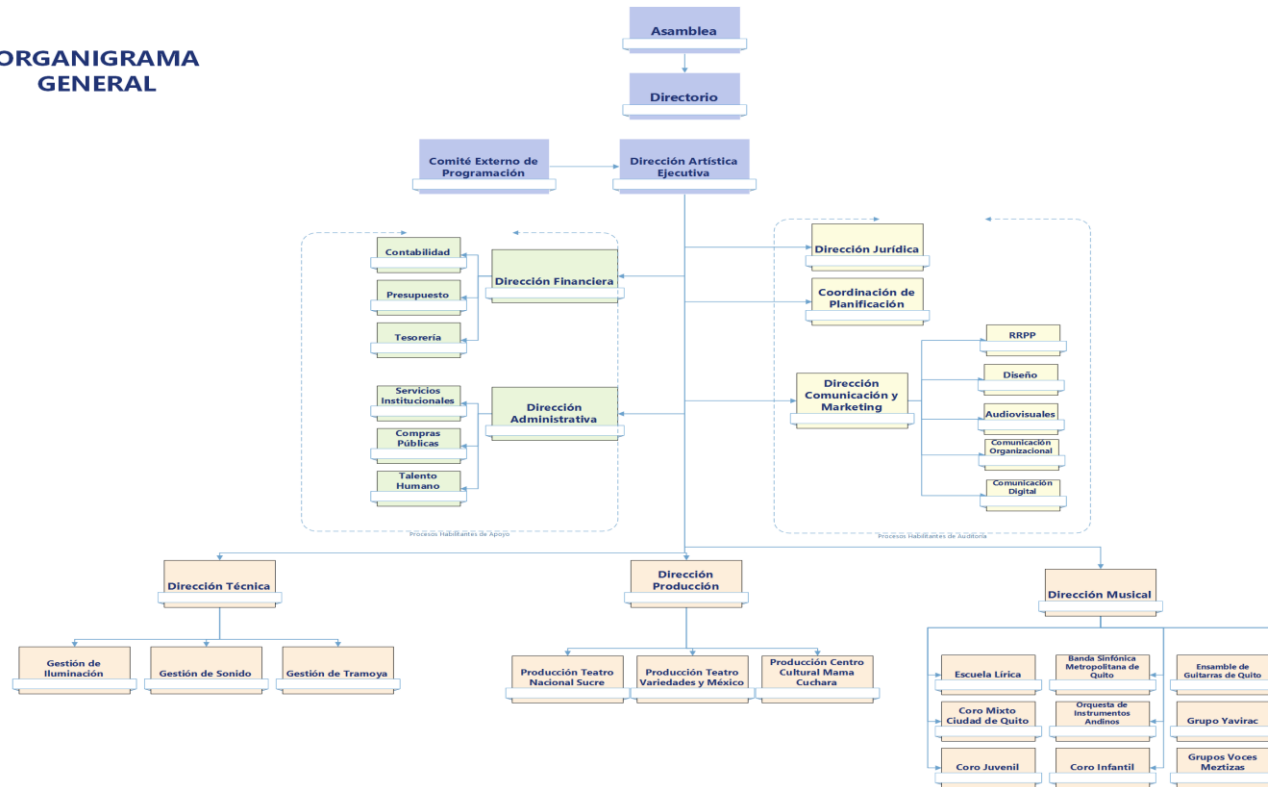 ORGANIGRAMA
GENERAL
Asamblea
Directorio
Comité Externo de
Programación
Dirección Artística
Ejecutiva
Contabilidad
Presupuesto
Tesorería
Dirección Financiera
Servicios
Institucionales
Compras
Públicas
Talento
Humano
Dirección
Administrativa
Procesos Habilitantes de Apoyo
Dirección Jurídica
Coordinación de
Planificación
Dirección
Comunicación y
Marketing
RRPP
Diseño
Audiovisuales
Comunicación
Organizacional
Comunicación
Digital
Procesos Habilitantes de Auditoría
Dirección Técnica
Gestión de
Iluminación
Gestión de Sonido
Gestión de Tramoya
Dirección
Producción
Producción Teatro
Nacional Sucre
Producción Teatro
Variedades y México
Producción Centro
Cultural Mama
Cuchara
Dirección Musical
Escuela Lírica
Banda Sinfónica
Metropolitana de
Quito
Ensamble de
Guitarras de Quito
Coro Mixto
Ciudad de Quito
Orquesta de
Instrumentos
Andinos
Grupo Yavirac
Coro Juvenil
Coro Infantil
Grupos Voces
Meztizas